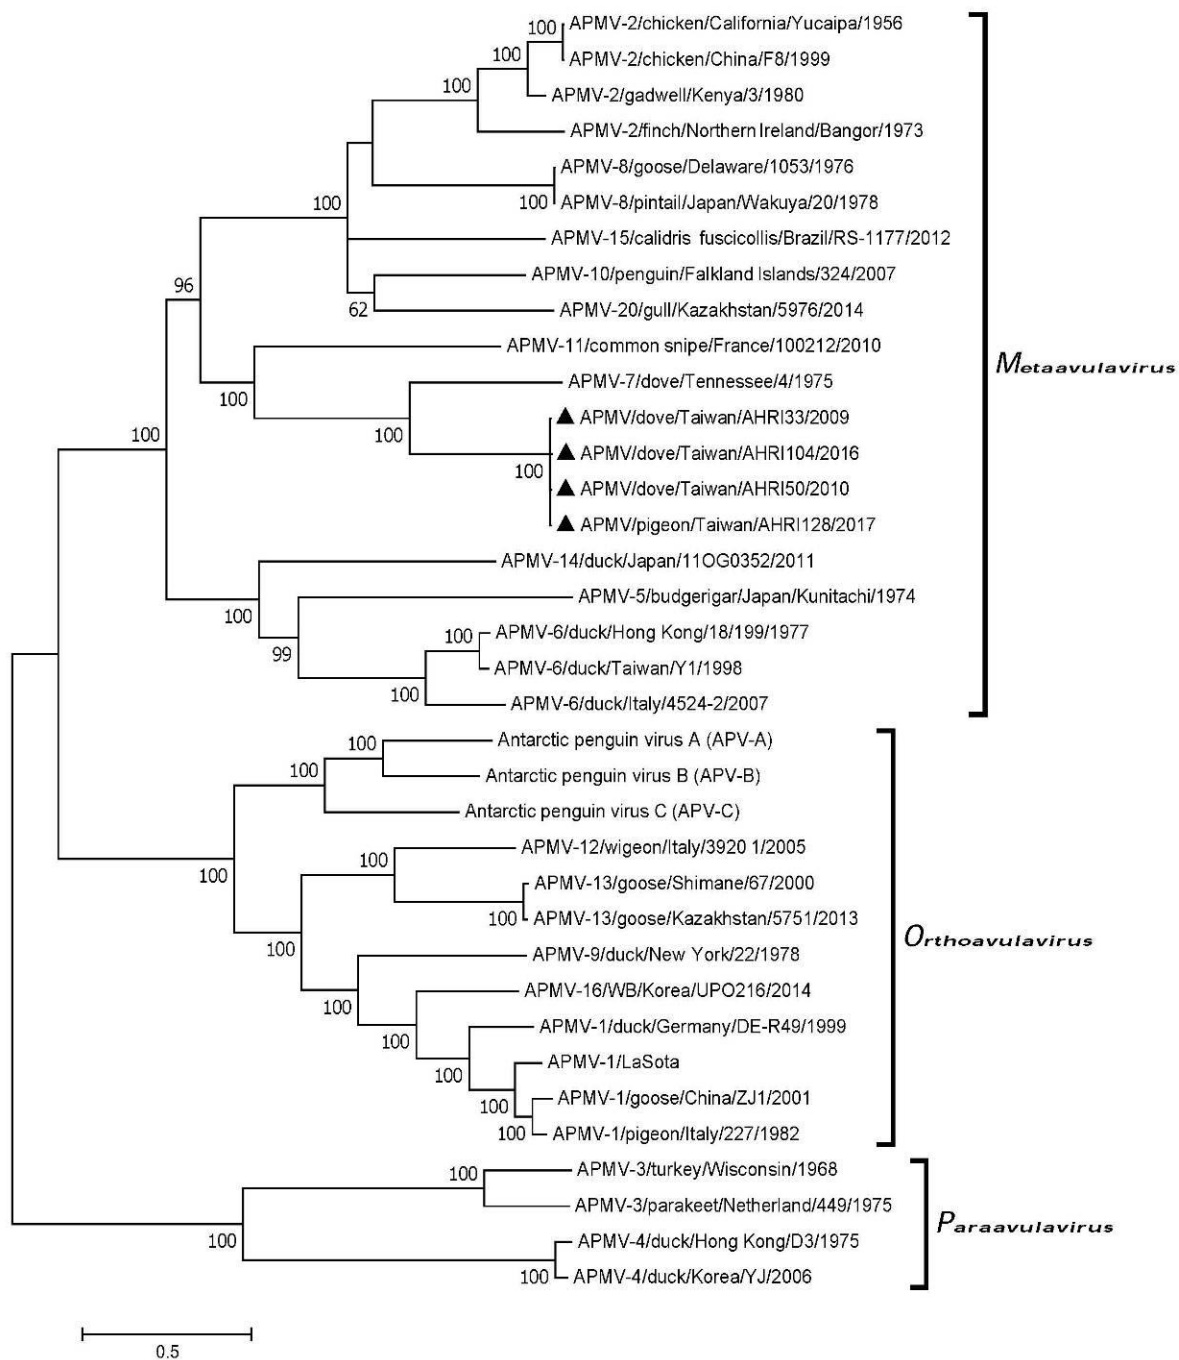 100
APMV-2/chicken/California/Yucaipa/1956
100
APMV-2/chicken/China/F8/1999
100
APMV-2/gadwell/Kenya/3/1980
APMV-2/finch/Northern Ireland/Bangor/1973
APMV-8/goose/Delaware/1053/1976
100
100
APMV-8/pintail/Japan/Wakuya/20/1978
APMV-15/calidris fuscicollis/Brazil/RS-1177/2012
APMV-10/penguin/Falkland Islands/324/2007
96
62
APMV-20/gull/Kazakhstan/5976/2014
APMV-11/common snipe/France/100212/2010
Metaavulavirus
APMV-7/dove/Tennessee/4/1975
100
▲ APMV/dove/Taiwan/AHRI33/2009
100
100
▲ APMV/dove/Taiwan/AHRI104/2016
100
▲ APMV/dove/Taiwan/AHRI50/2010
▲ APMV/pigeon/Taiwan/AHRI128/2017
APMV-14/duck/Japan/11OG0352/2011
APMV-5/budgerigar/Japan/Kunitachi/1974
100
100
APMV-6/duck/Hong Kong/18/199/1977
99
APMV-6/duck/Taiwan/Y1/1998
100
APMV-6/duck/Italy/4524-2/2007
100
Antarctic penguin virus A (APV-A)
100
Antarctic penguin virus B (APV-B)
Antarctic penguin virus C (APV-C)
APMV-12/wigeon/Italy/3920 1/2005
100
100
APMV-13/goose/Shimane/67/2000
100
APMV-13/goose/Kazakhstan/5751/2013
Orthoavulavirus
100
APMV-9/duck/New York/22/1978
APMV-16/WB/Korea/UPO216/2014
100
APMV-1/duck/Germany/DE-R49/1999
100
APMV-1/LaSota
100
APMV-1/goose/China/ZJ1/2001
100
100
APMV-1/pigeon/Italy/227/1982
100
APMV-3/turkey/Wisconsin/1968
APMV-3/parakeet/Netherland/449/1975
Paraavulavirus
100
APMV-4/duck/Hong Kong/D3/1975
100
APMV-4/duck/Korea/YJ/2006
0.5